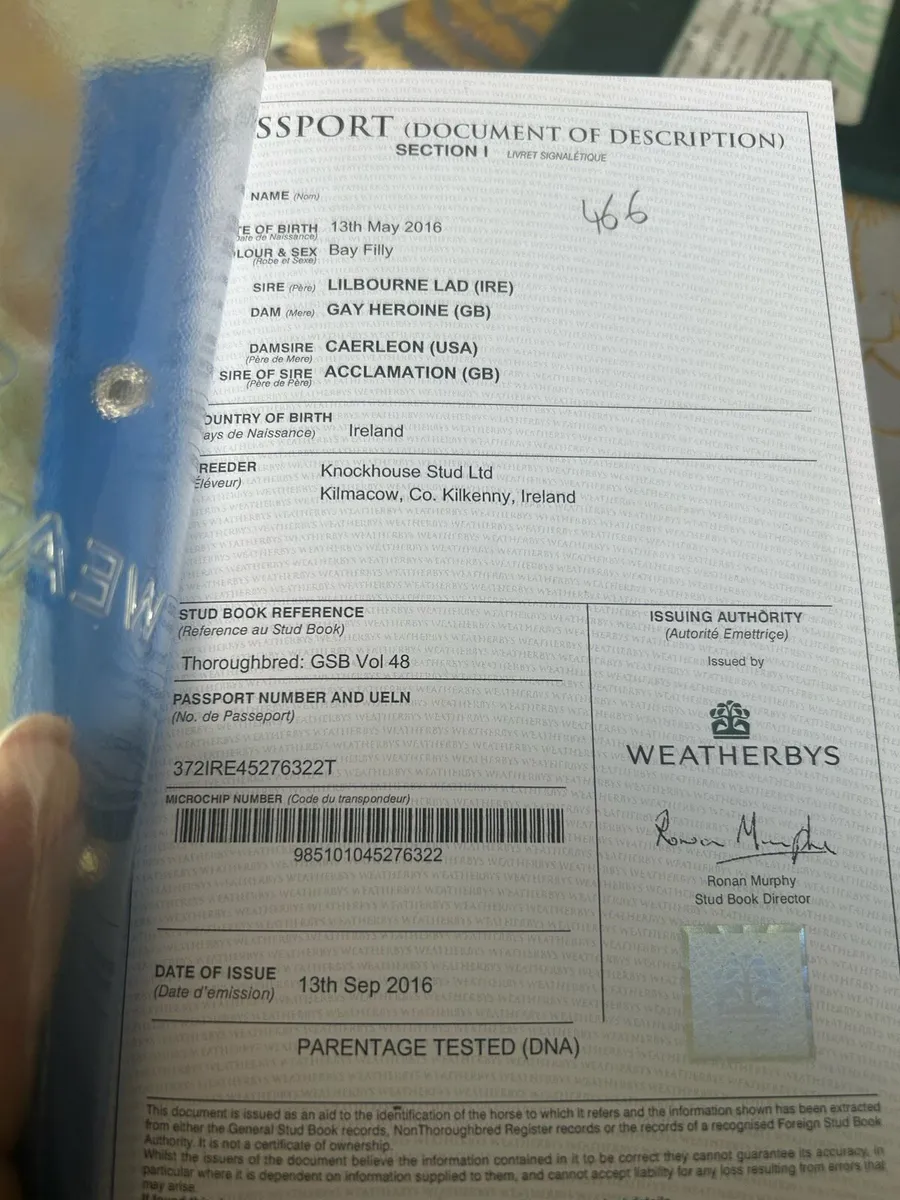 SSPORT (DOCUMENT OF DESCRIPTION)
SECTION I LIVRET SIGNALÉTIQUE
466
NAME (Nom)
TE OF BIRTH 13th May 2016
Date de Naissance)
LOUR & SEX Bay Filly
(Robe et Sexe)
SIRE (Père) LILBOURNE LAD (IRE)
DAM (Mere) GAY HEROINE (GB)
DAMSIRE CAERLEON (USA)
(Père de Mere)
SIRE OF SIRE ACCLAMATION (GB)
(Père de Père)
OUNTRY OF BIRTH
ays de Naissance) Ireland
REEDER Knockhouse Stud Ltd
Éléveur) Kilmacow, Co. Kilkenny, Ireland
STUD BOOK REFERENCE
(Reference au Stud Book)
Thoroughbred: GSB Vol 48
PASSPORT NUMBER AND UELN
(No. de Passeport)
372IRE45276322T
MICROCHIP NUMBER (Code du transpondeur)
985101045276322
DATE OF ISSUE 13th Sep 2016
(Date d'emission)
ISSUING AUTHORITY
(Autorité Emettriçe)
Issued by
WEATHERBYS
Ronan Murphy
Ronan Murphy
Stud Book Director
PARENTAGE TESTED (DNA)
This document is issued as an aid to the identification of the horse to which it refers and the information shown has been extracted
from either the General Stud Book records, NonThoroughbred Register records or the records of a recognised Foreign Stud Book
Authority. It is not a certificate of ownership.
Whilst the issuers of the document believe the information contained in it to be correct they cannot guarantee its accuracy, in
particular where it is dependent on information supplied to them, and cannot accept liability for any loss resulting from errors that
may arise.
WEA